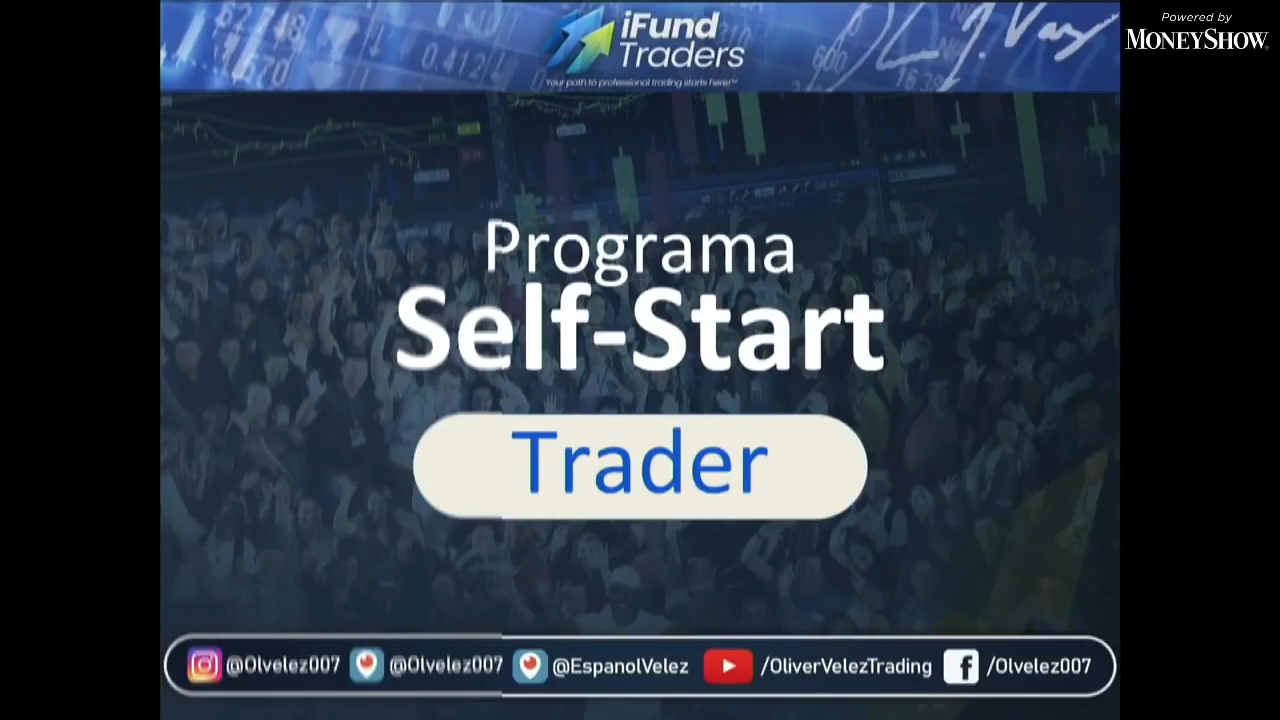 Powered by
MONEYSHOW
iFund
Traders
Your path to professional trading starts here!™
Programa
Self-Start
Trader
@Olvelez007 @Olvelez007 @EspanolVelez /OliverVelezTrading /Olvelez007